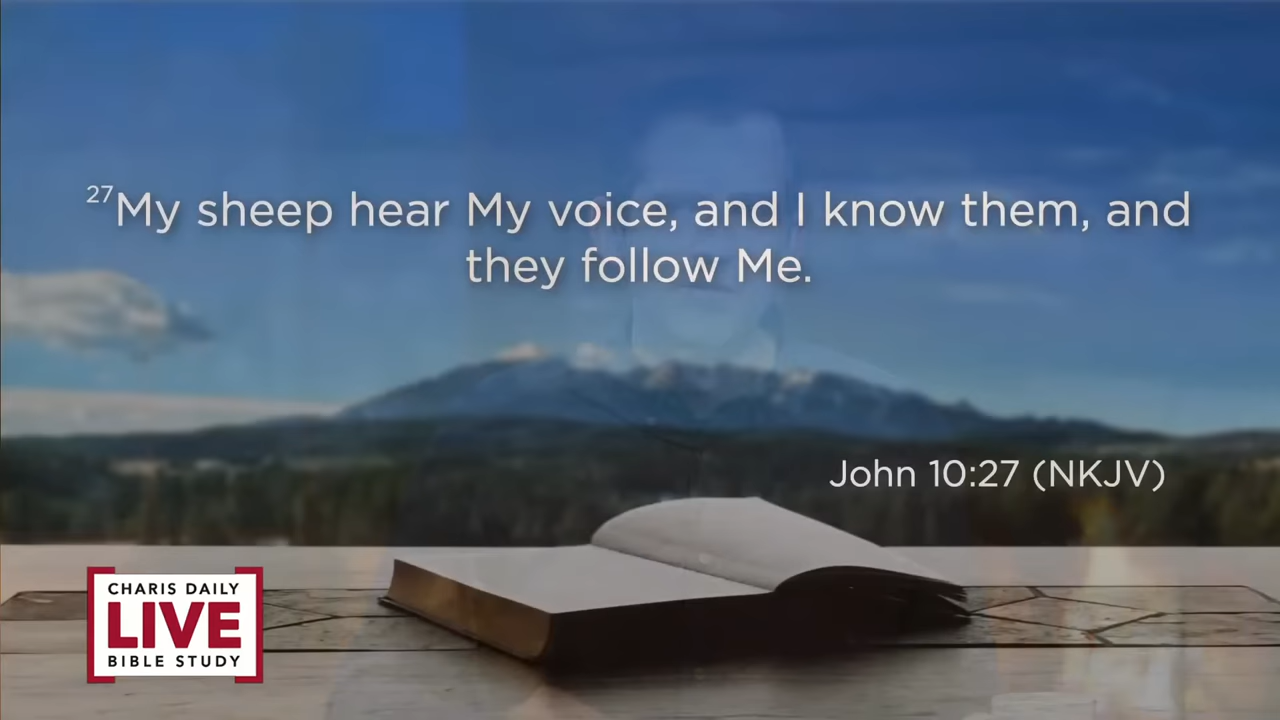 27My sheep hear My voice, and I know them, and
they follow Me.
John 10:27 (NKJV)
CHARIS DAILY
LIVE
BIBLE STUDY